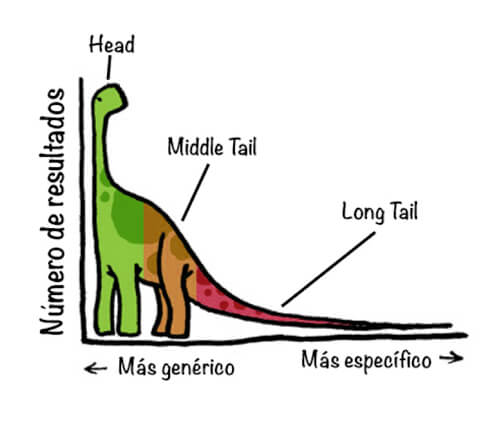 Head
Middle Tail
Long Tail
Número de resultados
Más genérico
Más específico